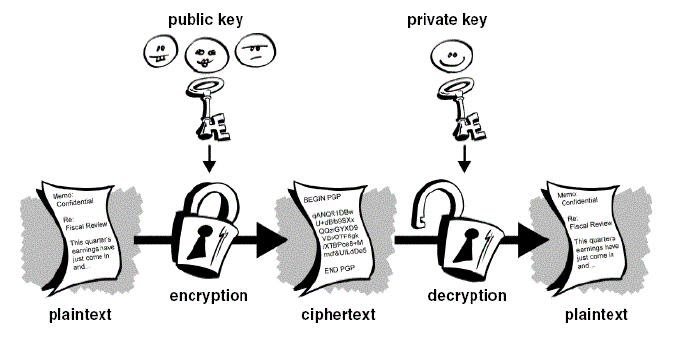 public key
private key
Memo:
Confidential
Re:
Fiscal Review
This quarter's
earnings have
just come in
and...
BEGIN PGP
END PGP
Memo:
Confidential
Re:
Fiscal Review
This quarter's
earnings have
just come in
and...
encryption
decryption
plaintext
ciphertext
plaintext